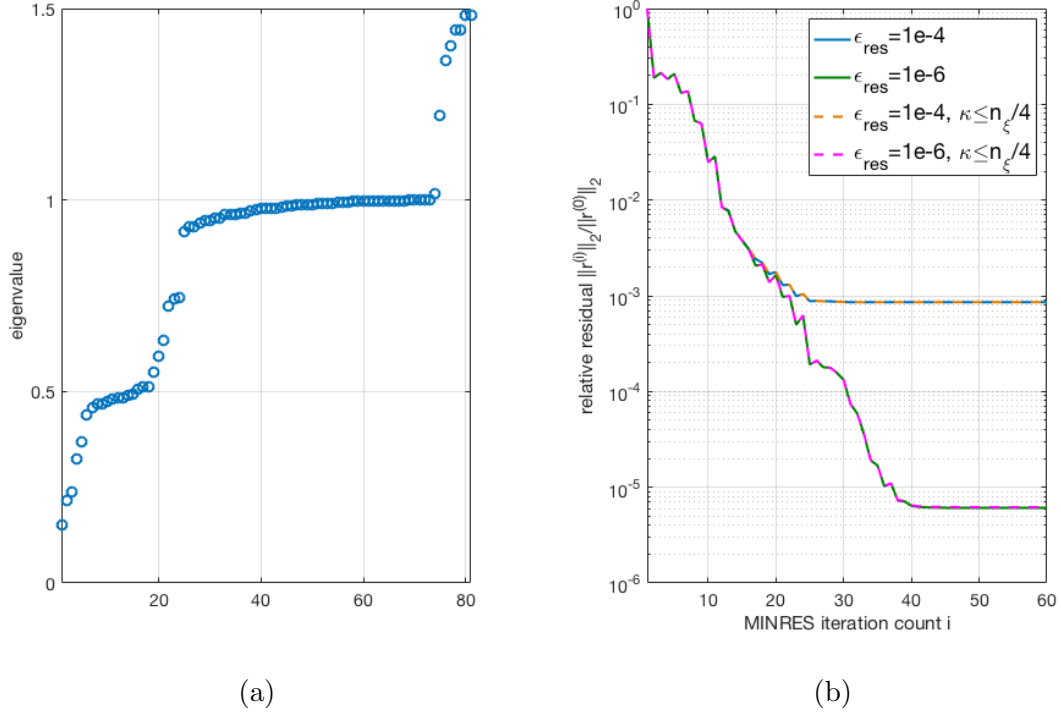 1.5
1
0.5
0
eigenvalue
20
40
60
80
(a)
10^0
10^-1
10^-2
10^-3
10^-4
10^-5
10^-6
relative residual ||r^(i)||_2/||r^(0)||_2
10
20
30
40
50
60
MINRES iteration count i
ϵ_res=1e-4
ϵ_res=1e-6
ϵ_res=1e-4, κ≤n_ξ/4
ϵ_res=1e-6, κ≤n_ξ/4
(b)